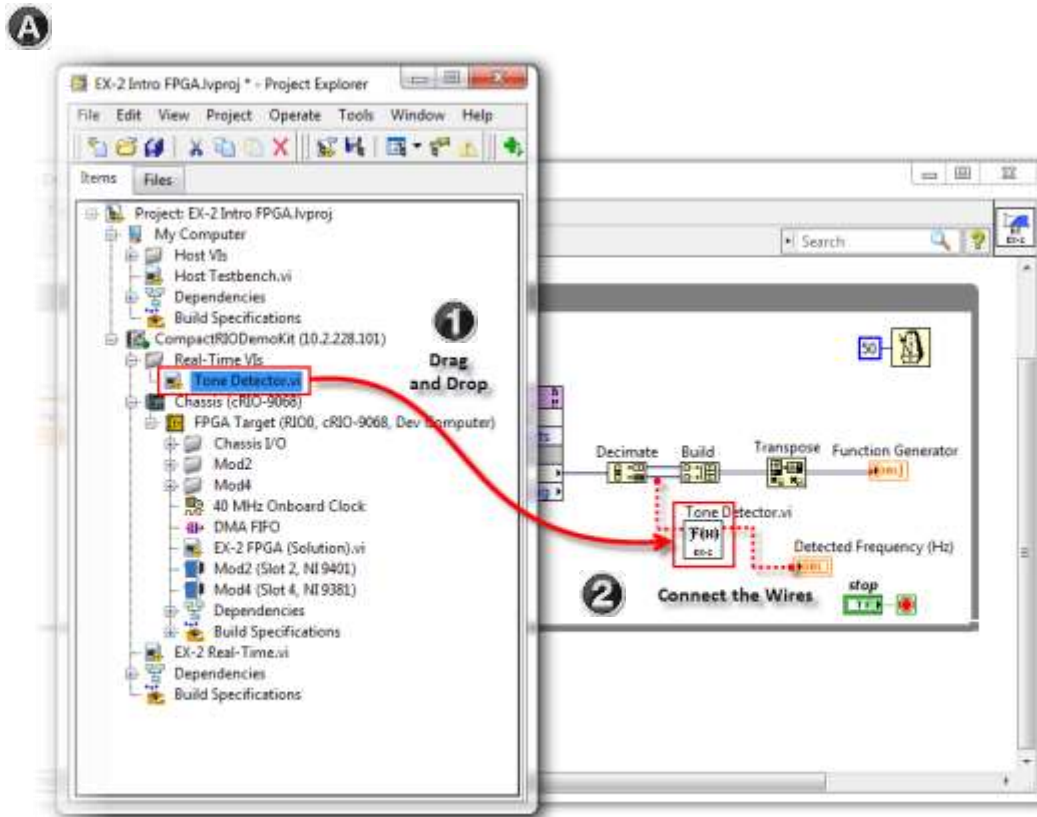 A
EX-2 Intro FPGA.lvproj * - Project Explorer
File Edit View Project Operate Tools Window Help
Items Files
Project: EX-2 Intro FPGA.lvproj
My Computer
Host VIs
Host Testbench.vi
Dependencies
Build Specifications
CompactRIODemoKit (10.2.228.101)
Real-Time VIs
Tone Detector.vi
Chassis (cRIO-9068)
FPGA Target (RIO0, cRIO-9068, Dev Computer)
Chassis I/O
Mod2
Mod4
40 MHz Onboard Clock
DMA FIFO
EX-2 FPGA (Solution).vi
Mod2 (Slot 2, NI 9401)
Mod4 (Slot 4, NI 9381)
Dependencies
Build Specifications
EX-2 Real-Time.vi
Dependencies
Build Specifications
1
Drag
and Drop
Search
EX-2
50
Decimate Build Transpose Function Generator
Tone Detector.vi
F(H)
EX-2
Detected Frequency (Hz)
2
Connect the Wires
stop
TF